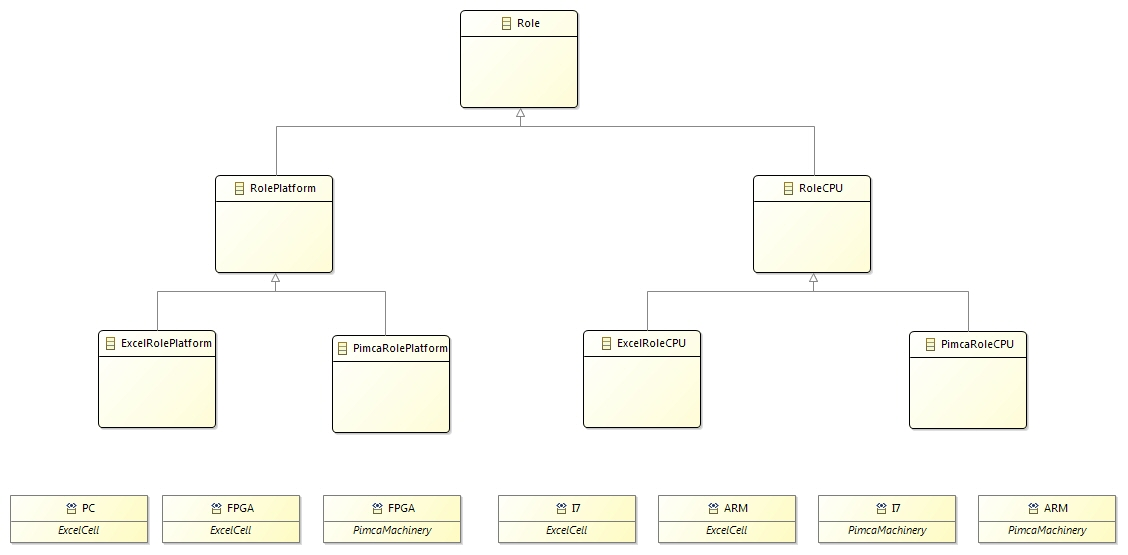 Role
RolePlatform
RoleCPU
ExcelRolePlatform
PimcaRolePlatform
ExcelRoleCPU
PimcaRoleCPU
PC
ExcelCell
FPGA
ExcelCell
FPGA
PimcaMachinery
I7
ExcelCell
ARM
ExcelCell
I7
PimcaMachinery
ARM
PimcaMachinery